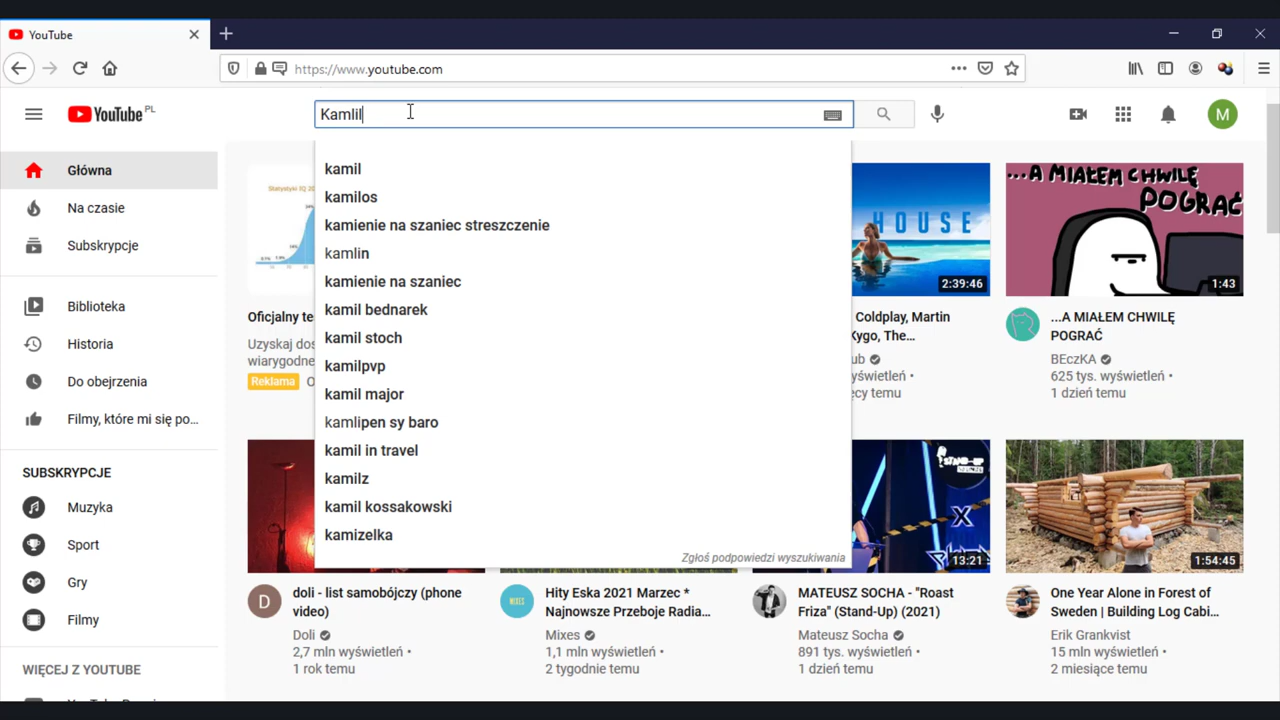 YouTube
https://www.youtube.com
YouTube PL
Kamlil
M
Główna
Na czasie
Subskrypcje
Biblioteka
Historia
Do obejrzenia
Filmy, które mi się po...
SUBSKRYPCJE
Muzyka
Sport
Gry
Filmy
WIĘCEJ Z YOUTUBE
kamil
kamilos
kamienie na szaniec streszczenie
kamlin
kamienie na szaniec
kamil bednarek
kamil stoch
kamilpvp
kamil major
kamlipen sy baro
kamil in travel
kamilz
kamil kossakowski
kamizelka
Zgłoś podpowiedzi wyszukiwania
Statystyki IQ
Oficjalny te
Uzyskaj dos
wiarygodne
Reklama
HOUSE
2:39:46
Coldplay, Martin
Kygo, The...
ub
yświetleń •
ęcy temu
...A MIAŁEM CHWILĘ
POGRAĆ
1:43
...A MIAŁEM CHWILĘ
POGRAĆ
BEczKA
625 tys. wyświetleń •
1 dzień temu
D
doli - list samobójczy (phone
video)
Doli
2,7 mln wyświetleń •
1 rok temu
MIXES
Hity Eska 2021 Marzec *
Najnowsze Przeboje Radia...
Mixes
1,1 mln wyświetleń •
2 tygodnie temu
STAND-UP
X
13:21
MATEUSZ SOCHA - "Roast
Friza" (Stand-Up) (2021)
Mateusz Socha
891 tys. wyświetleń •
1 dzień temu
1:54:45
One Year Alone in Forest of
Sweden | Building Log Cabi...
Erik Grankvist
15 mln wyświetleń •
2 miesiące temu